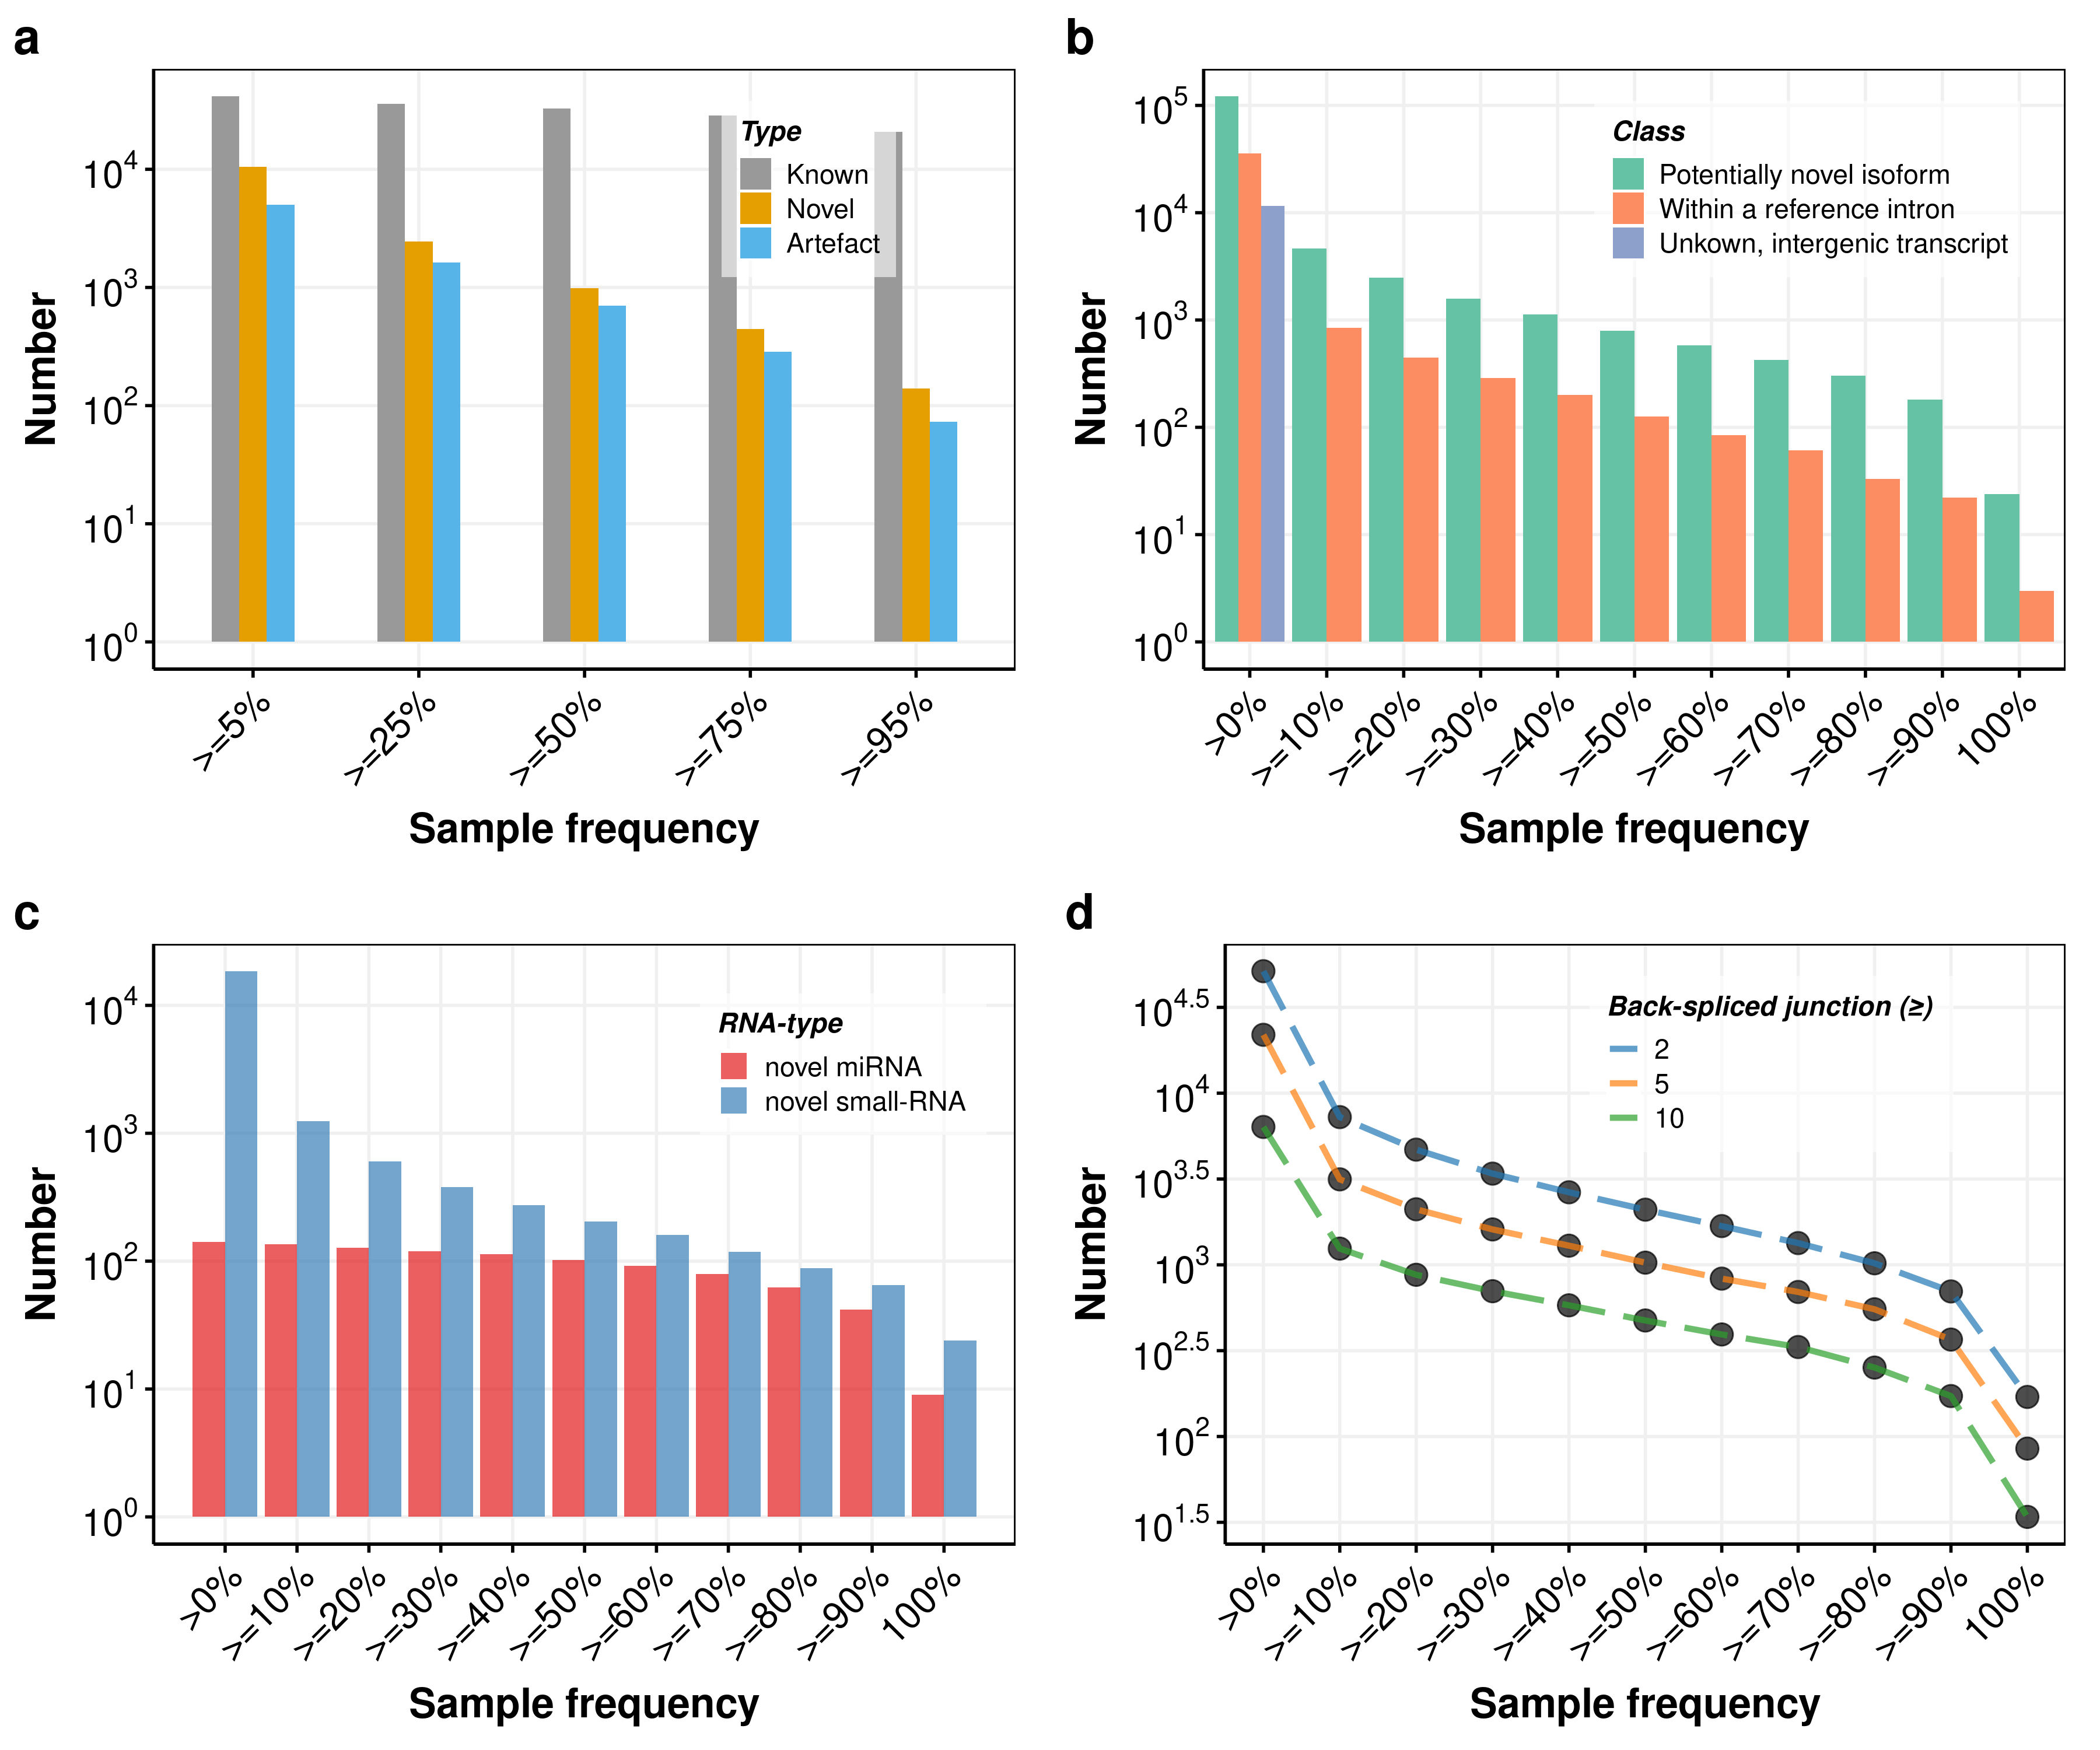 a
Number
10^4
10^3
10^2
10^1
10^0
Type
Known
Novel
Artefact
>=5%
>=25%
>=50%
>=75%
>=95%
Sample frequency
b
Number
10^5
10^4
10^3
10^2
10^1
10^0
Class
Potentially novel isoform
Within a reference intron
Unkown, intergenic transcript
>0%
>=10%
>=20%
>=30%
>=40%
>=50%
>=60%
>=70%
>=80%
>=90%
100%
Sample frequency
c
Number
10^4
10^3
10^2
10^1
10^0
RNA-type
novel miRNA
novel small-RNA
>0%
>=10%
>=20%
>=30%
>=40%
>=50%
>=60%
>=70%
>=80%
>=90%
100%
Sample frequency
d
Number
10^4.5
10^4
10^3.5
10^3
10^2.5
10^2
10^1.5
Back-spliced junction (≥)
2
5
10
>0%
>=10%
>=20%
>=30%
>=40%
>=50%
>=60%
>=70%
>=80%
>=90%
100%
Sample frequency